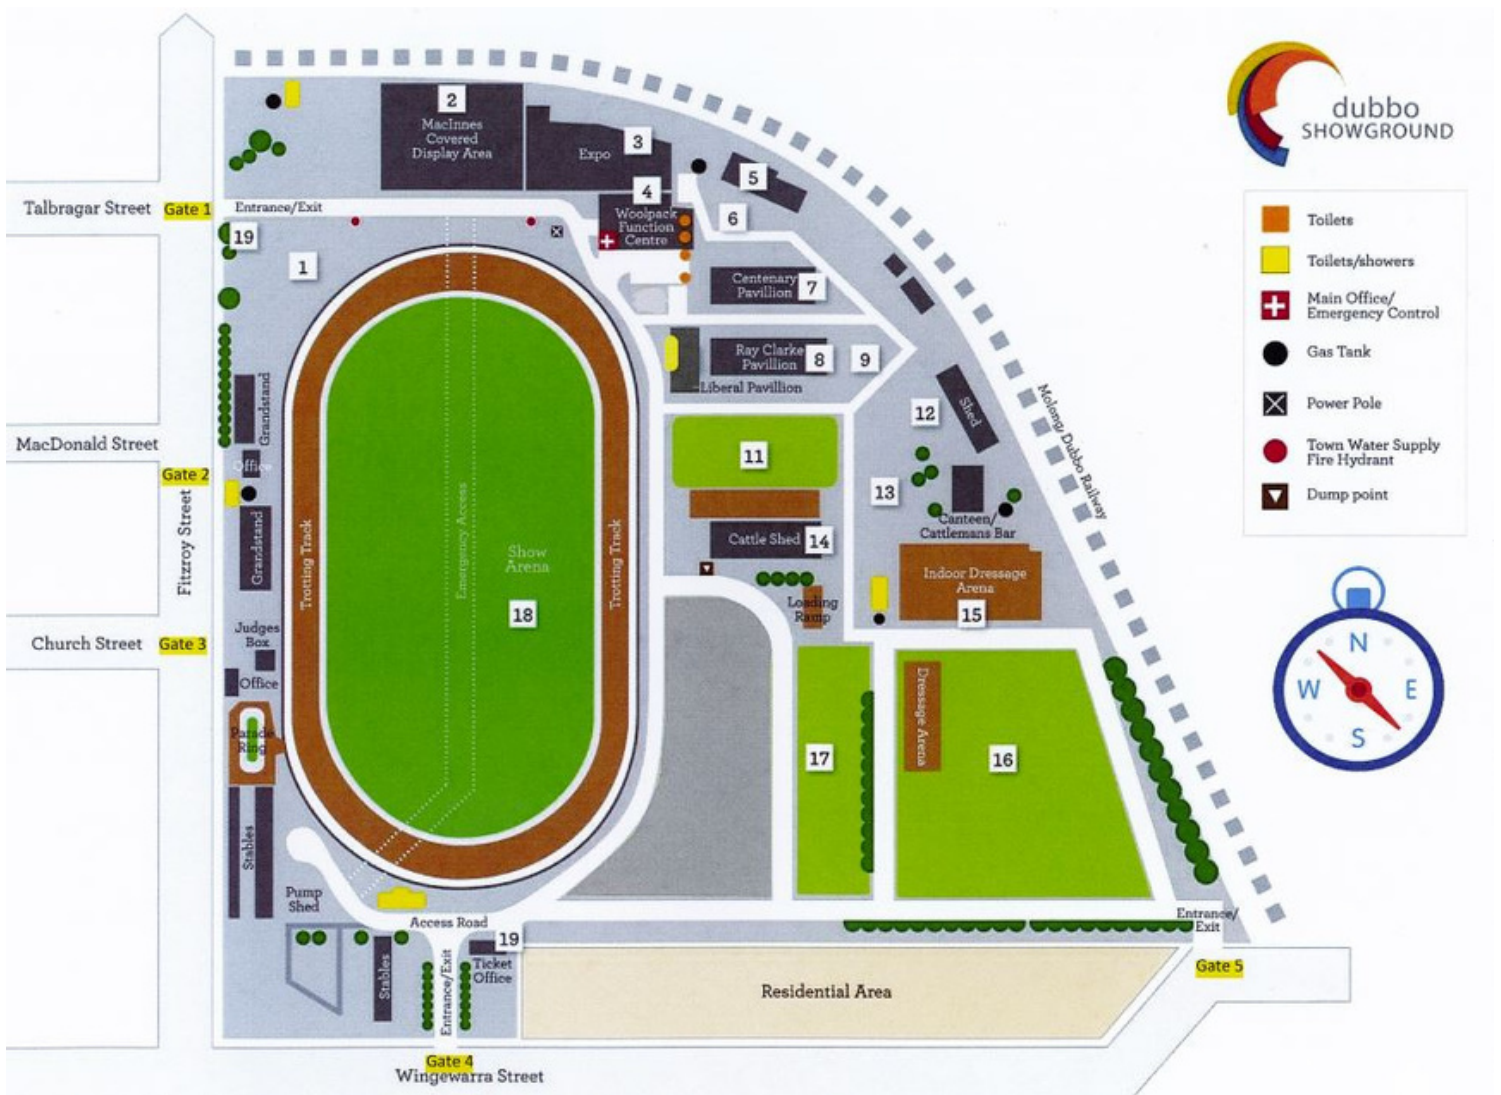 dubbo
SHOWGROUND
Toilets
Toilets/showers
Main Office/
Emergency Control
Gas Tank
Power Pole
Town Water Supply
Fire Hydrant
Dump point
N
W
E
S
2
MacInnes
Covered
Display Area
3
Expo
5
4
Woolpack
Function
Centre
6
Talbragar Street
Gate 1
Entrance/Exit
19
1
Centenary
Pavillion
7
Ray Clarke
Pavillion
8
9
Liberal Pavillion
Molong/Dubbo Railway
Shed
12
11
13
Grandstand
MacDonald Street
Gate 2
Office
Fitzroy Street
Grandstand
Trotting Track
Emergency Access
Show
Arena
18
Trotting Track
Cattle Shed
14
Canteen/
Cattlemans Bar
Indoor Dressage
Arena
15
Loading
Ramp
Church Street
Gate 3
Judges
Box
Office
Parade
Ring
Stables
Dressage Arena
17
16
Pump
Shed
Access Road
19
Ticket
Office
Stables
Entrance/Exit
Entrance/
Exit
Gate 5
Residential Area
Gate 4
Wingewarra Street